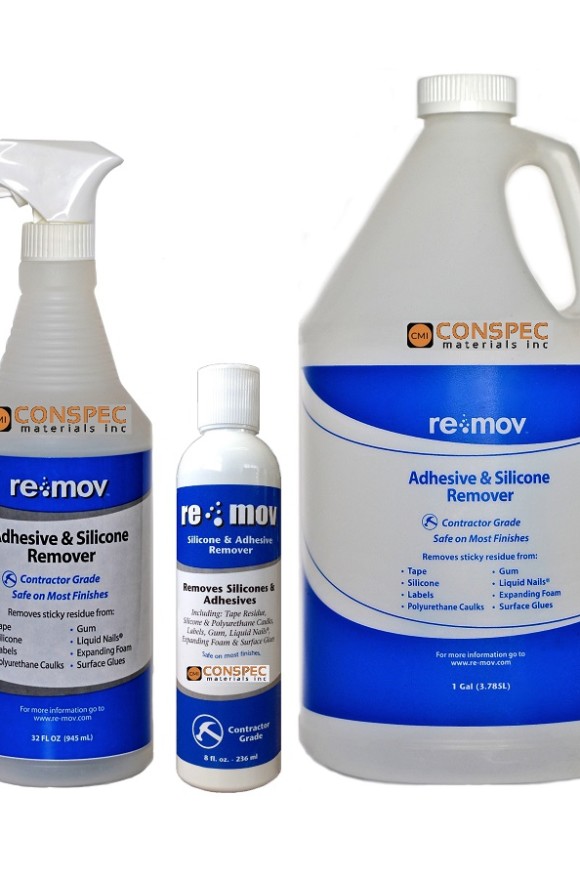 CMI CONSPEC
materials inc
re-mov
Adhesive & Silicone
Remover
Contractor Grade
Safe on Most Finishes
Removes sticky residue from:
Tape
Silicone
Labels
Polyurethane Caulks
• Gum
• Liquid Nails®
• Expanding Foam
• Surface Glues
For more information go to
www.re-mov.com
32 FL OZ (945 mL)
re mov
Silicone & Adhesive
Remover
Removes Silicones &
Adhesives
Including: Tape Residue,
Silicone & Polyurethane Caulks,
Labels, Gum, Liquid Nails®,
Expanding Foam & Surface Glues
Safe on most finishes.
CMI CONSPEC
materials inc
Contractor
Grade
8 fl. oz. - 236 ml
CMI CONSPEC
materials inc
re-mov
Adhesive & Silicone
Remover
Contractor Grade
Safe on Most Finishes
Removes sticky residue from:
• Tape
• Silicone
• Labels
• Polyurethane Caulks
• Gum
• Liquid Nails®
• Expanding Foam
• Surface Glues
For more information go to
www.re-mov.com
1 Gal (3.785L)